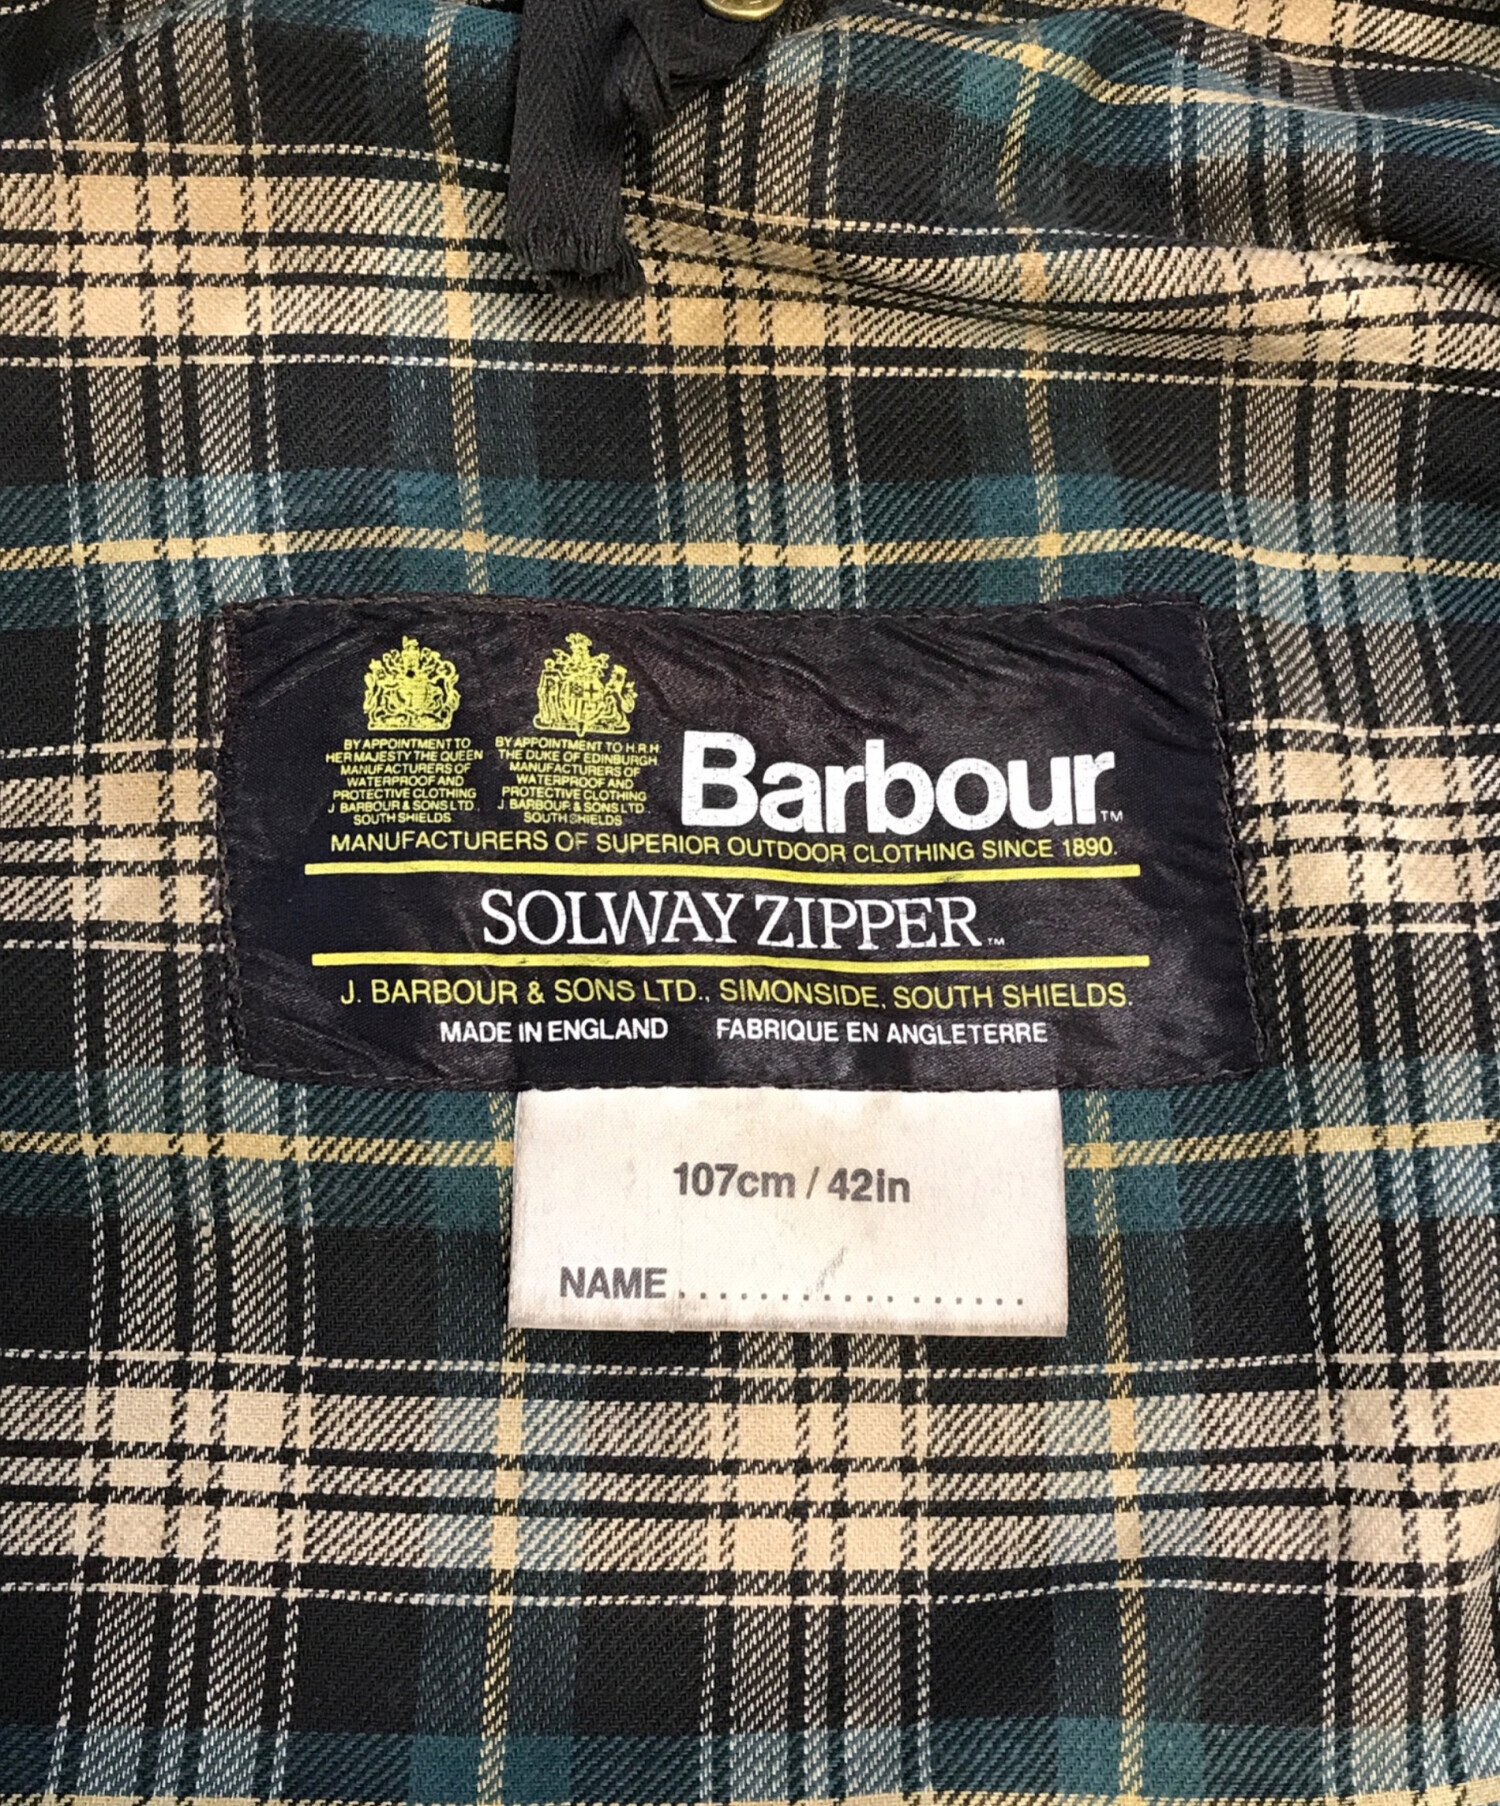 BY APPOINTMENT TO
HER MAJESTY THE QUEEN
MANUFACTURERS OF
WATERPROOF AND
PROTECTIVE CLOTHING
J BARBOUR & SONS LTD.
SOUTH SHIELDS
BY APPOINTMENT TO H.R.H.
THE DUKE OF EDINBURGH
MANUFACTURERS OF
WATERPROOF AND
PROTECTIVE CLOTHING
J. BARBOUR & SONS LTD.
SOUTH SHIELDS
Barbour™
MANUFACTURERS OF SUPERIOR OUTDOOR CLOTHING SINCE 1890.
SOLWAY ZIPPER™
J. BARBOUR & SONS LTD., SIMONSIDE, SOUTH SHIELDS.
MADE IN ENGLAND FABRIQUE EN ANGLETERRE
107cm / 42in
NAME .................